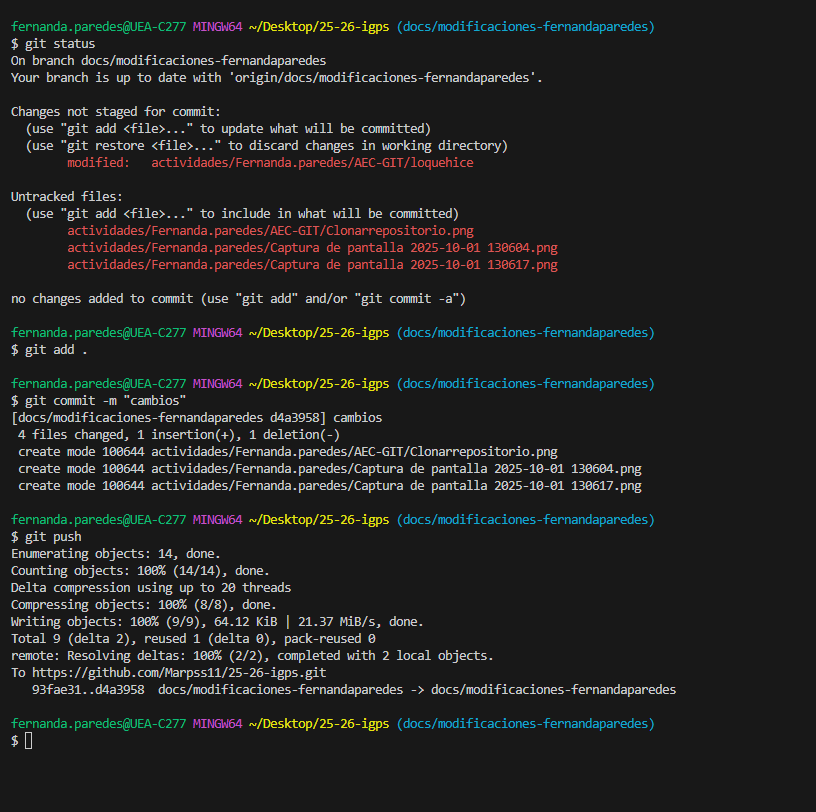 fernanda.paredes@UEA-C277 MINGW64 ~/Desktop/25-26-igps (docs/modificaciones-fernandaparedes)
$ git status
On branch docs/modificaciones-fernandaparedes
Your branch is up to date with 'origin/docs/modificaciones-fernandaparedes'.
Changes not staged for commit:
  (use "git add <file>..." to update what will be committed)
  (use "git restore <file>..." to discard changes in working directory)
        modified:   actividades/Fernanda.paredes/AEC-GIT/loquehice
Untracked files:
  (use "git add <file>..." to include in what will be committed)
        actividades/Fernanda.paredes/AEC-GIT/Clonarrepositorio.png
        actividades/Fernanda.paredes/Captura de pantalla 2025-10-01 130604.png
        actividades/Fernanda.paredes/Captura de pantalla 2025-10-01 130617.png
no changes added to commit (use "git add" and/or "git commit -a")
fernanda.paredes@UEA-C277 MINGW64 ~/Desktop/25-26-igps (docs/modificaciones-fernandaparedes)
$ git add .
fernanda.paredes@UEA-C277 MINGW64 ~/Desktop/25-26-igps (docs/modificaciones-fernandaparedes)
$ git commit -m "cambios"
[docs/modificaciones-fernandaparedes d4a3958] cambios
 4 files changed, 1 insertion(+), 1 deletion(-)
 create mode 100644 actividades/Fernanda.paredes/AEC-GIT/Clonarrepositorio.png
 create mode 100644 actividades/Fernanda.paredes/Captura de pantalla 2025-10-01 130604.png
 create mode 100644 actividades/Fernanda.paredes/Captura de pantalla 2025-10-01 130617.png
fernanda.paredes@UEA-C277 MINGW64 ~/Desktop/25-26-igps (docs/modificaciones-fernandaparedes)
$ git push
Enumerating objects: 14, done.
Counting objects: 100% (14/14), done.
Delta compression using up to 20 threads
Compressing objects: 100% (8/8), done.
Writing objects: 100% (9/9), 64.12 KiB | 21.37 MiB/s, done.
Total 9 (delta 2), reused 1 (delta 0), pack-reused 0
remote: Resolving deltas: 100% (2/2), completed with 2 local objects.
To https://github.com/Marpss11/25-26-igps.git
   93fae31..d4a3958  docs/modificaciones-fernandaparedes -> docs/modificaciones-fernandaparedes
fernanda.paredes@UEA-C277 MINGW64 ~/Desktop/25-26-igps (docs/modificaciones-fernandaparedes)
$